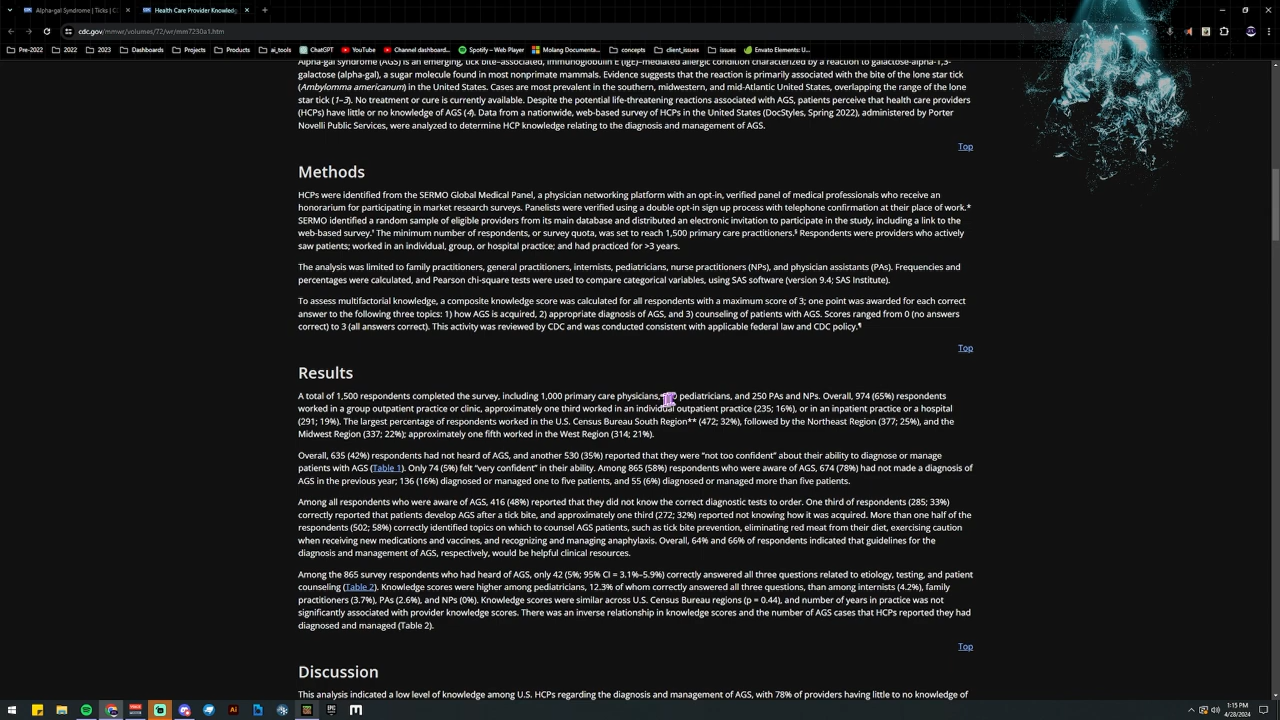 Alpha-gal Syndrome | Ticks | C
Health Care Provider Knowledg
cdc.gov/mmwr/volumes/72/wr/mm7230a1.htm
Pre-2022
2022
2023
Dashboards
Projects
Products
ai_tools
ChatGPT
YouTube
Channel dashboard...
Spotify – Web Player
Molang Documenta...
concepts
client_issues
issues
Envato Elements: U...
Alpha-gal syndrome (AGS) is an emerging, tick bite–associated, immunoglobulin E (IgE)–mediated allergic condition characterized by a reaction to galactose-alpha-1,3-
galactose (alpha-gal), a sugar molecule found in most nonprimate mammals. Evidence suggests that the reaction is primarily associated with the bite of the lone star tick
(Amblyomma americanum) in the United States. Cases are most prevalent in the southern, midwestern, and mid-Atlantic United States, overlapping the range of the lone
star tick (1–3). No treatment or cure is currently available. Despite the potential life-threatening reactions associated with AGS, patients perceive that health care providers
(HCPs) have little or no knowledge of AGS (4). Data from a nationwide, web-based survey of HCPs in the United States (DocStyles, Spring 2022), administered by Porter
Novelli Public Services, were analyzed to determine HCP knowledge relating to the diagnosis and management of AGS.
Top
Methods
HCPs were identified from the SERMO Global Medical Panel, a physician networking platform with an opt-in, verified panel of medical professionals who receive an
honorarium for participating in market research surveys. Panelists were verified using a double opt-in sign up process with telephone confirmation at their place of work.*
SERMO identified a random sample of eligible providers from its main database and distributed an electronic invitation to participate in the study, including a link to the
web-based survey.† The minimum number of respondents, or survey quota, was set to reach 1,500 primary care practitioners.§ Respondents were providers who actively
saw patients; worked in an individual, group, or hospital practice; and had practiced for >3 years.
The analysis was limited to family practitioners, general practitioners, internists, pediatricians, nurse practitioners (NPs), and physician assistants (PAs). Frequencies and
percentages were calculated, and Pearson chi-square tests were used to compare categorical variables, using SAS software (version 9.4; SAS Institute).
To assess multifactorial knowledge, a composite knowledge score was calculated for all respondents with a maximum score of 3; one point was awarded for each correct
answer to the following three topics: 1) how AGS is acquired, 2) appropriate diagnosis of AGS, and 3) counseling of patients with AGS. Scores ranged from 0 (no answers
correct) to 3 (all answers correct). This activity was reviewed by CDC and was conducted consistent with applicable federal law and CDC policy.¶
Top
Results
A total of 1,500 respondents completed the survey, including 1,000 primary care physicians, pediatricians, and 250 PAs and NPs. Overall, 974 (65%) respondents
worked in a group outpatient practice or clinic, approximately one third worked in an individual outpatient practice (235; 16%), or in an inpatient practice or a hospital
(291; 19%). The largest percentage of respondents worked in the U.S. Census Bureau South Region** (472; 32%), followed by the Northeast Region (377; 25%), and the
Midwest Region (337; 22%); approximately one fifth worked in the West Region (314; 21%).
Overall, 635 (42%) respondents had not heard of AGS, and another 530 (35%) reported that they were “not too confident” about their ability to diagnose or manage
patients with AGS (Table 1). Only 74 (5%) felt “very confident” in their ability. Among 865 (58%) respondents who were aware of AGS, 674 (78%) had not made a diagnosis of
AGS in the previous year; 136 (16%) diagnosed or managed one to five patients, and 55 (6%) diagnosed or managed more than five patients.
Among all respondents who were aware of AGS, 416 (48%) reported that they did not know the correct diagnostic tests to order. One third of respondents (285; 33%)
correctly reported that patients develop AGS after a tick bite, and approximately one third (272; 32%) reported not knowing how it was acquired. More than one half of the
respondents (502; 58%) correctly identified topics on which to counsel AGS patients, such as tick bite prevention, eliminating red meat from their diet, exercising caution
when receiving new medications and vaccines, and recognizing and managing anaphylaxis. Overall, 64% and 66% of respondents indicated that guidelines for the
diagnosis and management of AGS, respectively, would be helpful clinical resources.
Among the 865 survey respondents who had heard of AGS, only 42 (5%; 95% CI = 3.1%–5.9%) correctly answered all three questions related to etiology, testing, and patient
counseling (Table 2). Knowledge scores were higher among pediatricians, 12.3% of whom correctly answered all three questions, than among internists (4.2%), family
practitioners (3.7%), PAs (2.6%), and NPs (0%). Knowledge scores were similar across U.S. Census Bureau regions (p = 0.44), and number of years in practice was not
significantly associated with provider knowledge scores. There was an inverse relationship in knowledge scores and the number of AGS cases that HCPs reported they had
diagnosed and managed (Table 2).
Top
Discussion
This analysis indicated a low level of knowledge among U.S. HCPs regarding the diagnosis and management of AGS, with 78% of providers having little to no knowledge of
1:15 PM
4/28/2024